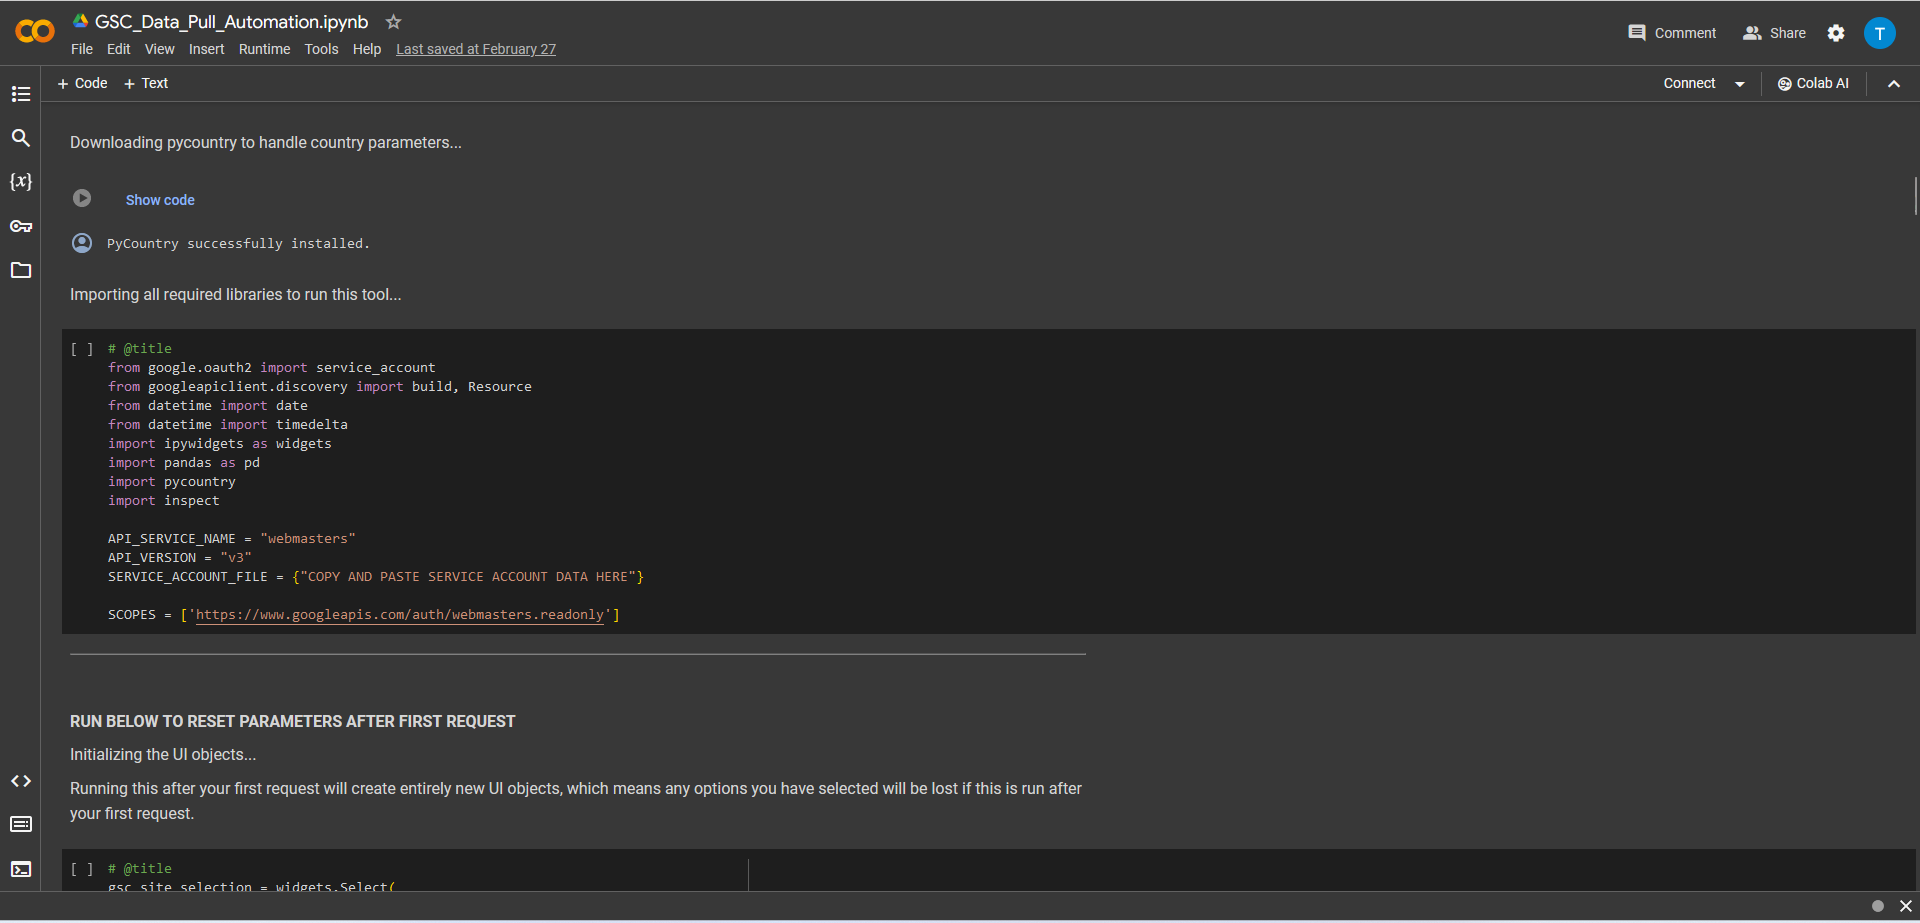 GSC_Data_Pull_Automation.ipynb
File Edit View Insert Runtime Tools Help Last saved at February 27
Comment Share T
+ Code + Text
Connect Colab AI
{x}
Downloading pycountry to handle country parameters...
Show code
PyCountry successfully installed.
Importing all required libraries to run this tool...
[ ] # @title
from google.oauth2 import service_account
from googleapiclient.discovery import build, Resource
from datetime import date
from datetime import timedelta
import ipywidgets as widgets
import pandas as pd
import pycountry
import inspect
API_SERVICE_NAME = "webmasters"
API_VERSION = "v3"
SERVICE_ACCOUNT_FILE = {"COPY AND PASTE SERVICE ACCOUNT DATA HERE"}
SCOPES = ['https://www.googleapis.com/auth/webmasters.readonly']
RUN BELOW TO RESET PARAMETERS AFTER FIRST REQUEST
Initializing the UI objects...
Running this after your first request will create entirely new UI objects, which means any options you have selected will be lost if this is run after
your first request.
[ ] # @title
gsc_site_selection = widgets.Select(